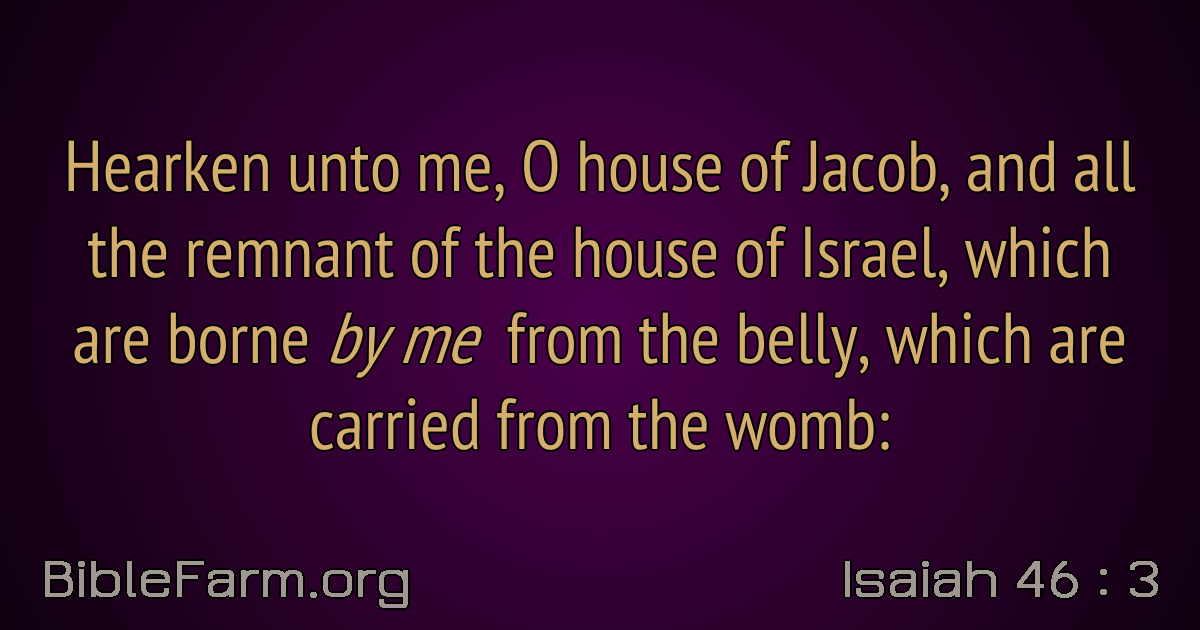 Hearken unto me, O house of Jacob, and all
the remnant of the house of Israel, which
are borne by me from the belly, which are
carried from the womb:
BibleFarm.org
Isaiah 46 : 3